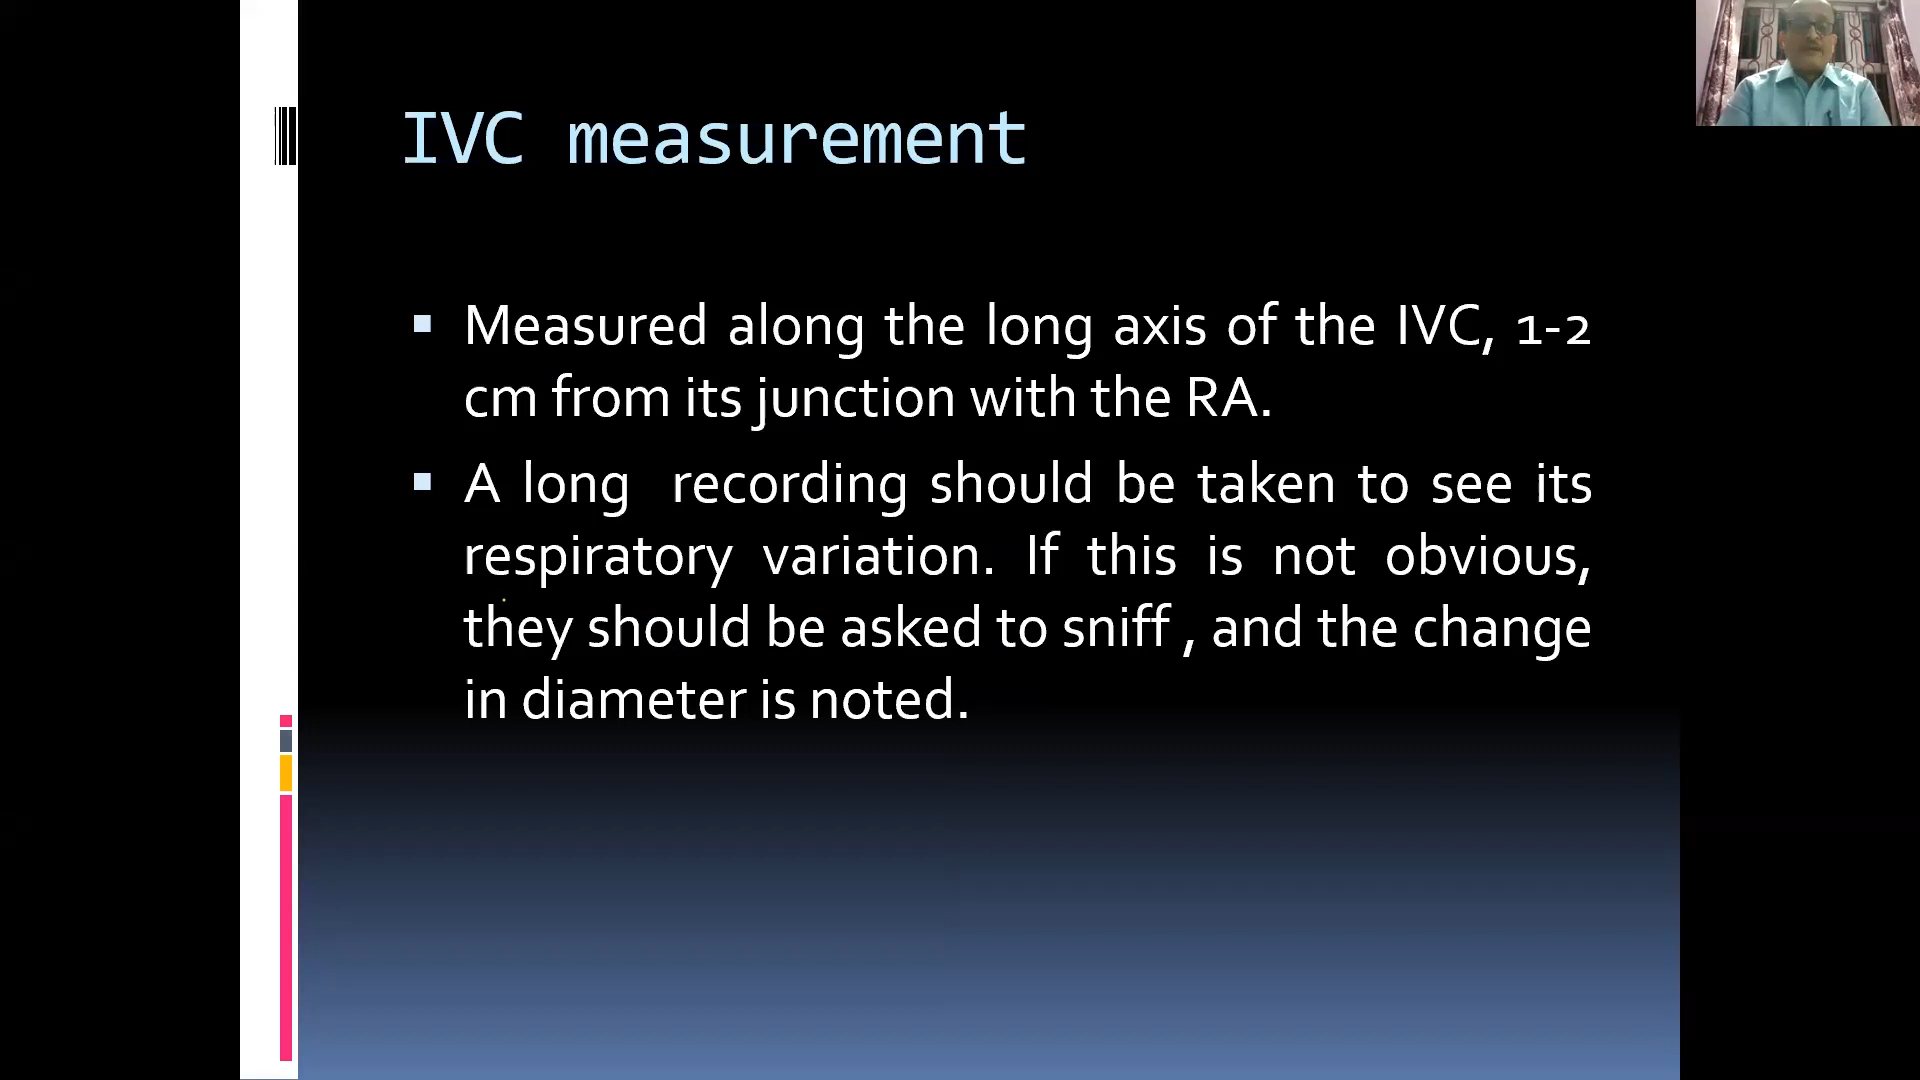 IVC measurement
Measured along the long axis of the IVC, 1-2
cm from its junction with the RA.
A long recording should be taken to see its
respiratory variation. If this is not obvious,
they should be asked to sniff , and the change
in diameter is noted.